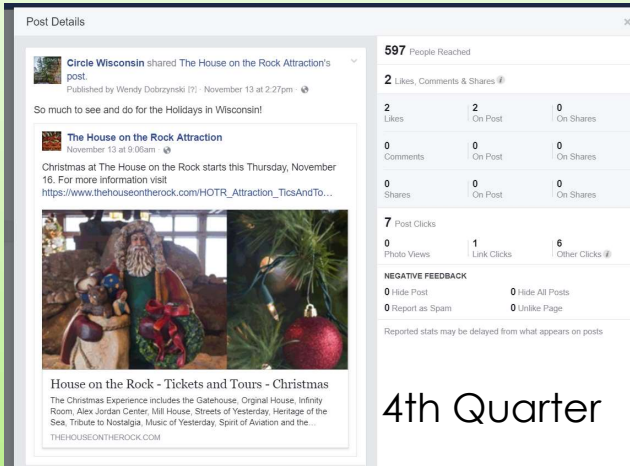 Post Details
Circle Wisconsin shared The House on the Rock Attraction's
post.
Published by Wendy Dobrzynski [?] · November 13 at 2:27pm ·
So much to see and do for the Holidays in Wisconsin!
The House on the Rock Attraction
November 13 at 9:06am ·
Christmas at The House on the Rock starts this Thursday, November
16. For more information visit
https://www.thehouseontherock.com/HOTR_Attraction_TicsAndTo…
House on the Rock - Tickets and Tours - Christmas
The Christmas Experience includes the Gatehouse, Orginal House, Infinity
Room, Alex Jordan Center, Mill House, Streets of Yesterday, Heritage of the
Sea, Tribute to Nostalgia, Music of Yesterday, Spirit of Aviation and the...
THEHOUSEONTHEROCK.COM
597 People Reached
2 Likes, Comments & Shares
2 2 0
Likes On Post On Shares
0 0 0
Comments On Post On Shares
0 0 0
Shares On Post On Shares
7 Post Clicks
0 1 6
Photo Views Link Clicks Other Clicks
NEGATIVE FEEDBACK
0 Hide Post 0 Hide All Posts
0 Report as Spam 0 Unlike Page
Reported stats may be delayed from what appears on posts
4th Quarter